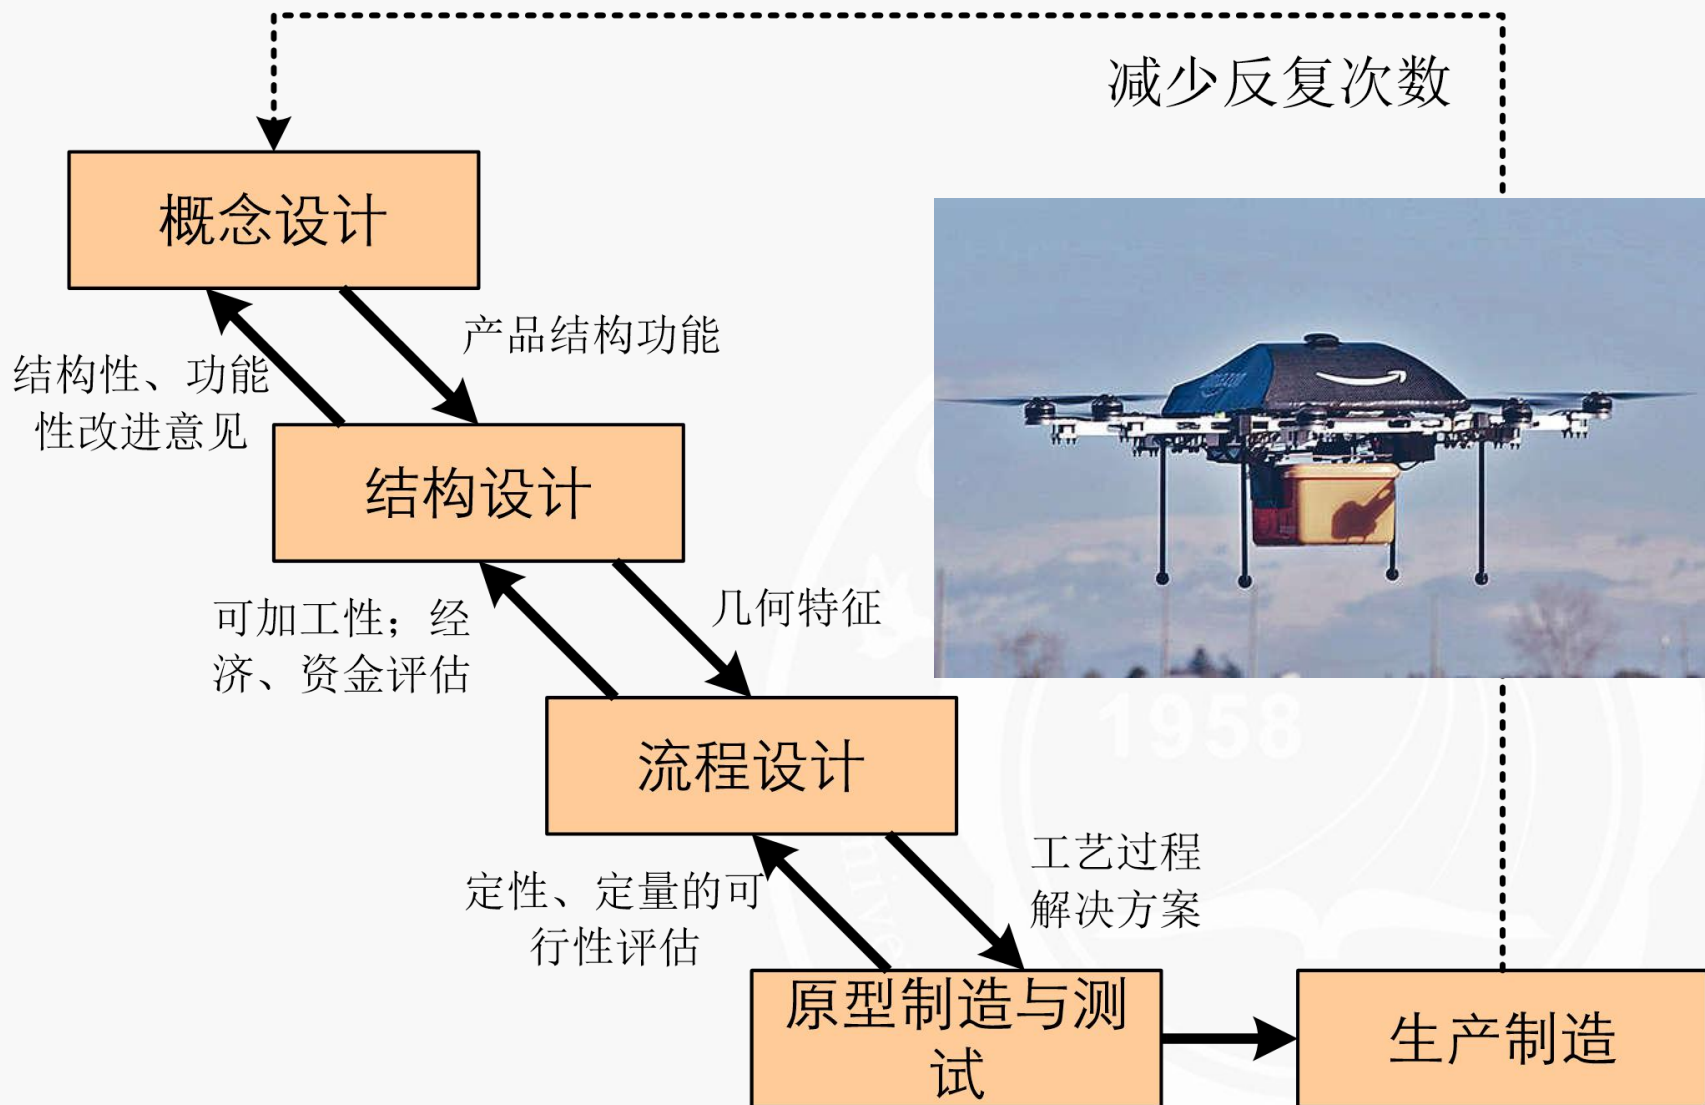 减少反复次数
概念设计
产品结构功能
结构性、功能
性改进意见
结构设计
几何特征
可加工性；经
济、资金评估
1958
流程设计
工艺过程
解决方案
定性、定量的可
行性评估
原型制造与测
试
生产制造